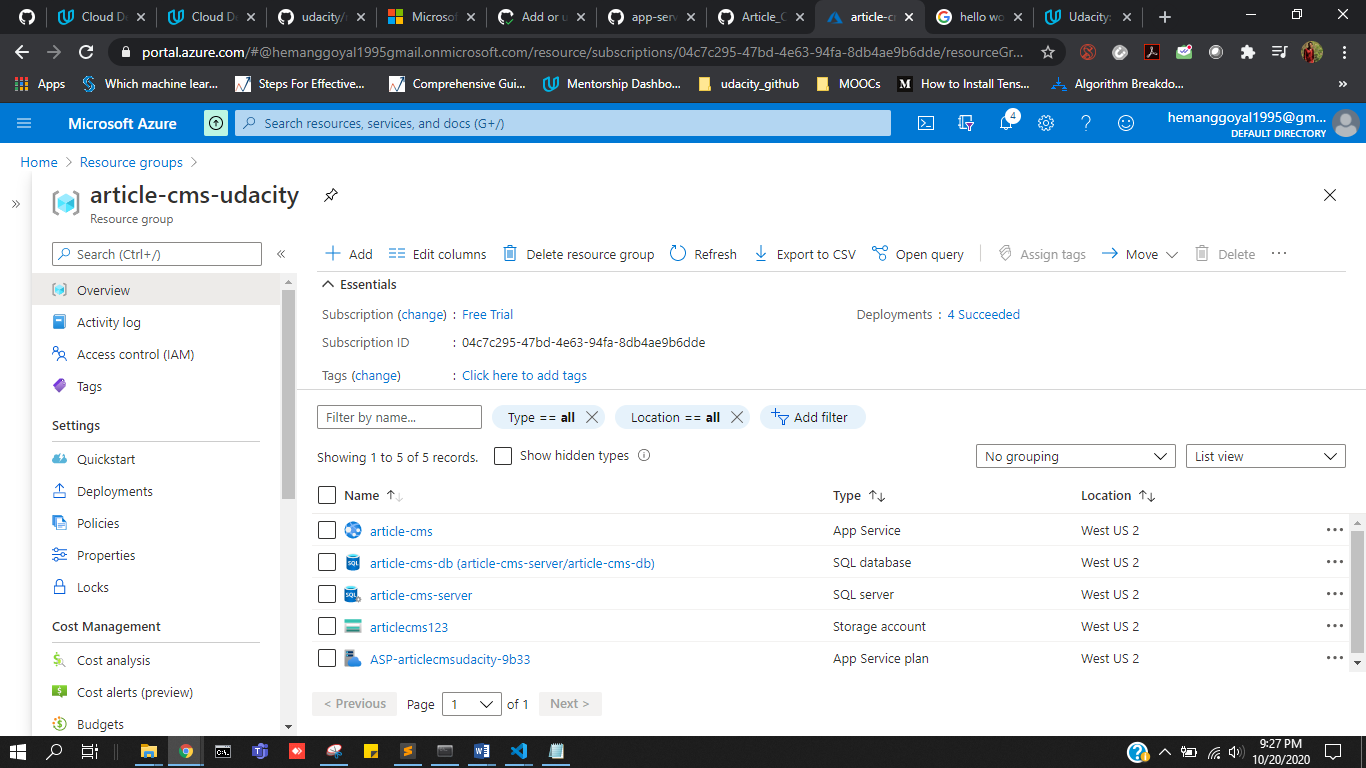 Cloud De
Cloud De
udacity/n
Microsof
Add or u
app-serv
Article_C
article-cm
hello wo
Udacity:
portal.azure.com/#@hemanggoyal1995gmail.onmicrosoft.com/resource/subscriptions/04c7c295-47bd-4e63-94fa-8db4ae9b6dde/resourceGr...
Apps
Which machine lear...
Steps For Effective...
Comprehensive Gui...
Mentorship Dashbo...
udacity_github
MOOCs
M How to Install Tens...
Algorithm Breakdo...
»
Microsoft Azure
Search resources, services, and docs (G+/)
4
hemanggoyal1995@gm...
DEFAULT DIRECTORY
Home > Resource groups >
»
article-cms-udacity
Resource group
Search (Ctrl+/)
«
Add
Edit columns
Delete resource group
Refresh
Export to CSV
Open query
Assign tags
Move
Delete
...
Overview
Activity log
Access control (IAM)
Tags
Settings
Quickstart
Deployments
Policies
Properties
Locks
Cost Management
Cost analysis
Cost alerts (preview)
Budgets
Essentials
Subscription (change) : Free Trial
Deployments : 4 Succeeded
Subscription ID : 04c7c295-47bd-4e63-94fa-8db4ae9b6dde
Tags (change) : Click here to add tags
Filter by name...
Type == all
Location == all
Add filter
Showing 1 to 5 of 5 records.
Show hidden types
No grouping
List view
Name ↑↓ Type ↑↓ Location ↑↓
article-cms App Service West US 2 ...
SQL article-cms-db (article-cms-server/article-cms-db) SQL database West US 2 ...
SQL article-cms-server SQL server West US 2 ...
articlecms123 Storage account West US 2 ...
ASP-articlecmsudacity-9b33 App Service plan West US 2 ...
< Previous Page 1 of 1 Next >
9:27 PM
10/20/2020